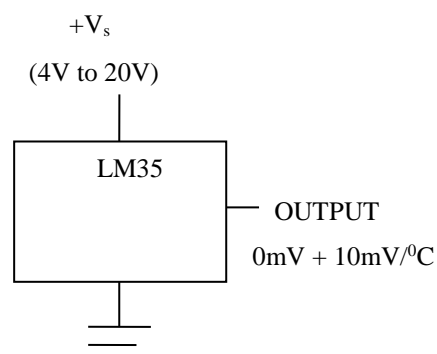 +Vₛ
(4V to 20V)
LM35
OUTPUT
0mV + 10mV/⁰C